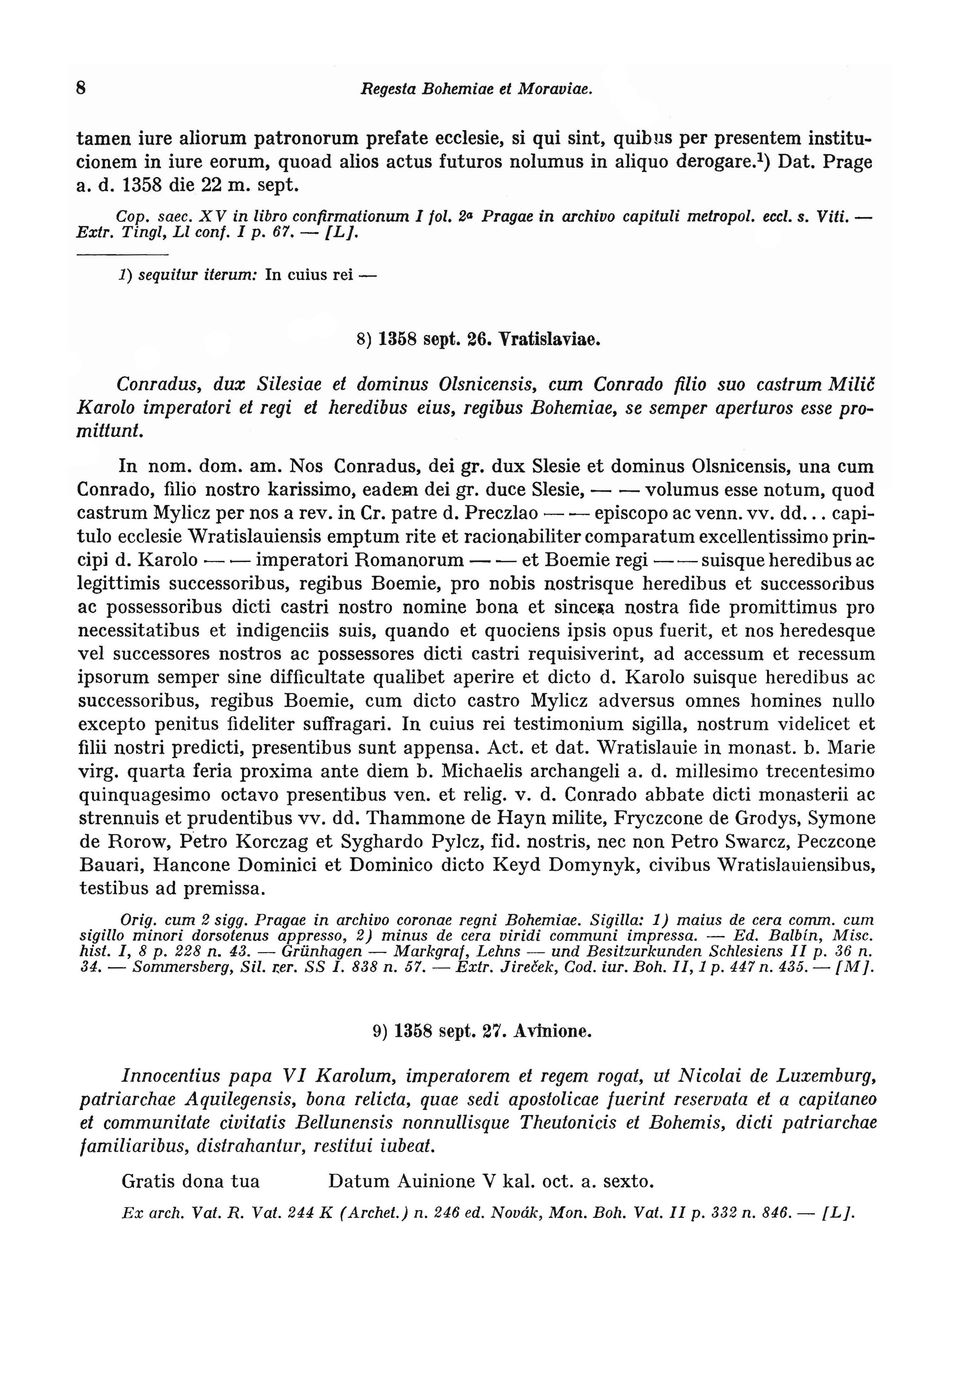 8 Regesta Bohemiae et Moraviae.
tamen iure aliorum patronorum prefate ecclesie, si qui sint, quibus per presentem institu-
cionem in iure eorum, quoad alios actus futuros nolumus in aliquo derogare.¹) Dat. Prage
a. d. 1358 die 22 m. sept.
Cop. saec. XV in libro confirmationum I fol. 2ª Pragae in archivo capituli metropol. eccl. s. Viti. —
Extr. Tingl, Ll conf. I p. 67. — [L].
1) sequitur iterum: In cuius rei —
8) 1358 sept. 26. Vratislaviae.
Conradus, dux Silesiae et dominus Olsnicensis, cum Conrado filio suo castrum Milič
Karolo imperatori et regi et heredibus eius, regibus Bohemiae, se semper aperturos esse pro-
mittunt.
In nom. dom. am. Nos Conradus, dei gr. dux Slesie et dominus Olsnicensis, una cum
Conrado, filio nostro karissimo, eadem dei gr. duce Slesie, — — volumus esse notum, quod
castrum Mylicz per nos a rev. in Cr. patre d. Preczlao — — episcopo ac venn. vv. dd... capi-
tulo ecclesie Wratislauiensis emptum rite et racionabiliter comparatum excellentissimo prin-
cipi d. Karolo — — imperatori Romanorum — — et Boemie regi — — suisque heredibus ac
legittimis successoribus, regibus Boemie, pro nobis nostrisque heredibus et successoribus
ac possessoribus dicti castri nostro nomine bona et sincera nostra fide promittimus pro
necessitatibus et indigenciis suis, quando et quociens ipsis opus fuerit, et nos heredesque
vel successores nostros ac possessores dicti castri requisiverint, ad accessum et recessum
ipsorum semper sine difficultate qualibet aperire et dicto d. Karolo suisque heredibus ac
successoribus, regibus Boemie, cum dicto castro Mylicz adversus omnes homines nullo
excepto penitus fideliter suffragari. In cuius rei testimonium sigilla, nostrum videlicet et
filii nostri predicti, presentibus sunt appensa. Act. et dat. Wratislauie in monast. b. Marie
virg. quarta feria proxima ante diem b. Michaelis archangeli a. d. millesimo trecentesimo
quinquagesimo octavo presentibus ven. et relig. v. d. Conrado abbate dicti monasterii ac
strennuis et prudentibus vv. dd. Thammone de Hayn milite, Fryczcone de Grodys, Symone
de Rorow, Petro Korczag et Syghardo Pylcz, fid. nostris, nec non Petro Swarcz, Peczcone
Bauari, Hancone Dominici et Dominico dicto Keyd Domynyk, civibus Wratislauiensibus,
testibus ad premissa.
Orig. cum 2 sigg. Pragae in archivo coronae regni Bohemiae. Sigilla: 1) maius de cera comm. cum
sigillo minori dorsotenus appresso, 2) minus de cera viridi communi impressa. — Ed. Balbín, Misc.
hist. I, 8 p. 228 n. 43. — Grünhagen — Markgraf, Lehns — und Besitzurkunden Schlesiens II p. 36 n.
34. — Sommersberg, Sil. rer. SS I. 838 n. 57. — Extr. Jireček, Cod. iur. Boh. II, 1 p. 447 n. 435. — [M].
9) 1358 sept. 27. Avinione.
Innocentius papa VI Karolum, imperatorem et regem rogat, ut Nicolai de Luxemburg,
patriarchae Aquilegensis, bona relicta, quae sedi apostolicae fuerint reservata et a capitaneo
et communitate civitatis Bellunensis nonnullisque Theutonicis et Bohemis, dicti patriarchae
familiaribus, distrahantur, restitui iubeat.
Gratis dona tua Datum Auinione V kal. oct. a. sexto.
Ex arch. Vat. R. Vat. 244 K (Archet.) n. 246 ed. Novák, Mon. Boh. Vat. II p. 332 n. 846. — [L].